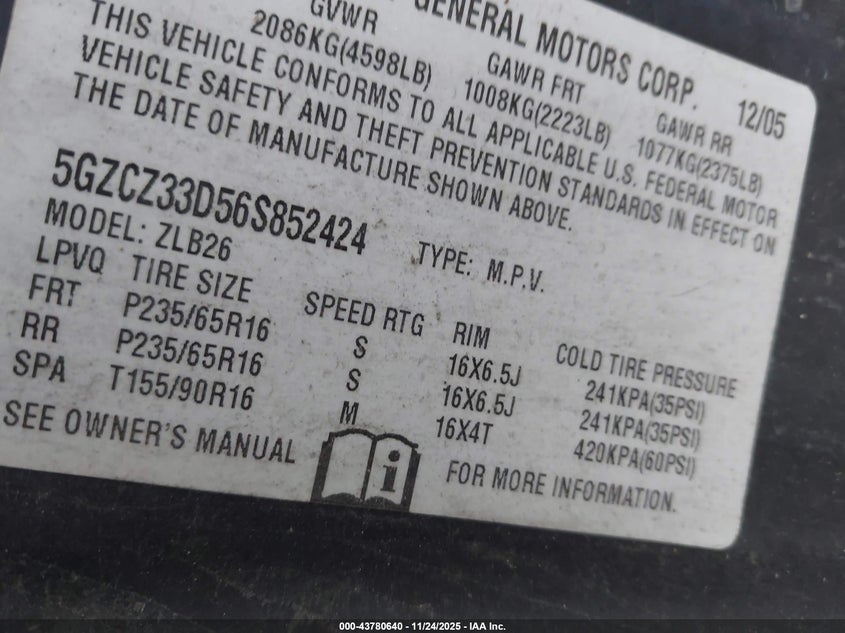 GENERAL MOTORS CORP. 12/05
GVWR GAWR FRT GAWR RR
2086KG(4598LB) 1008KG(2223LB) 1077KG(2375LB)
THIS VEHICLE CONFORMS TO ALL APPLICABLE U.S. FEDERAL MOTOR
VEHICLE SAFETY AND THEFT PREVENTION STANDARDS IN EFFECT ON
THE DATE OF MANUFACTURE SHOWN ABOVE.
5GZCZ33D56S852424 TYPE: M.P.V.
MODEL: ZLB26
LPVQ TIRE SIZE SPEED RTG RIM COLD TIRE PRESSURE
FRT P235/65R16 S 16X6.5J 241KPA(35PSI)
RR P235/65R16 S 16X6.5J 241KPA(35PSI)
SPA T155/90R16 M 16X4T 420KPA(60PSI)
SEE OWNER'S MANUAL i FOR MORE INFORMATION.
000-43780640 - 11/24/2025 - IAA Inc.